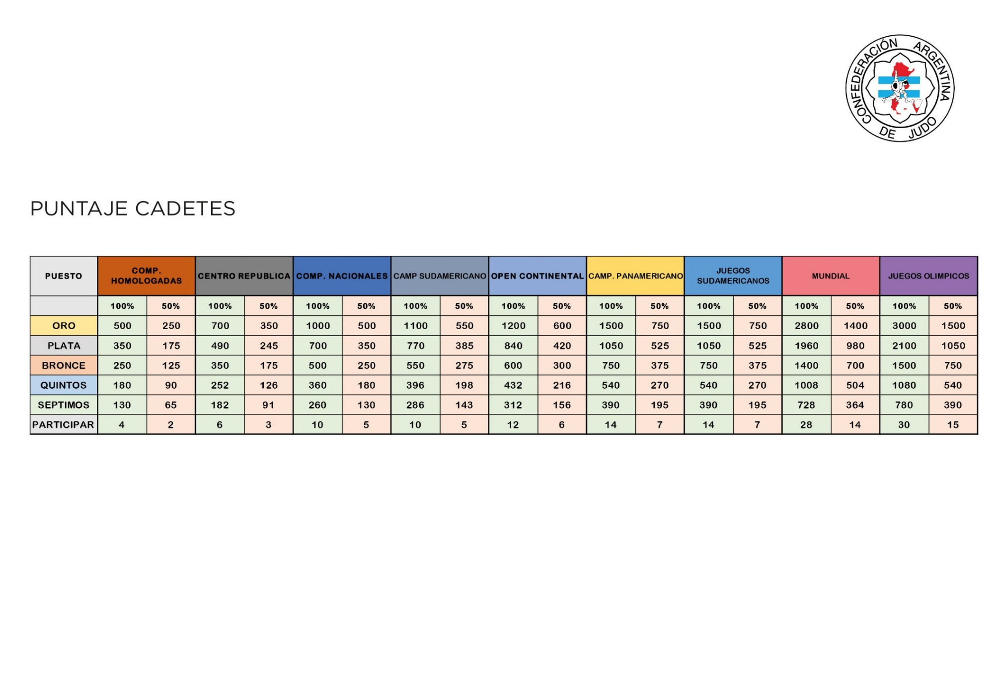 CONFEDERACIÓN ARGENTINA
DE JUDO
PUNTAJE CADETES
PUESTO COMP. HOMOLOGADAS CENTRO REPUBLICA COMP. NACIONALES CAMP SUDAMERICANO OPEN CONTINENTAL CAMP. PANAMERICANO JUEGOS SUDAMERICANOS MUNDIAL JUEGOS OLIMPICOS
100% 50% 100% 50% 100% 50% 100% 50% 100% 50% 100% 50% 100% 50% 100% 50% 100% 50%
ORO 500 250 700 350 1000 500 1100 550 1200 600 1500 750 1500 750 2800 1400 3000 1500
PLATA 350 175 490 245 700 350 770 385 840 420 1050 525 1050 525 1960 980 2100 1050
BRONCE 250 125 350 175 500 250 550 275 600 300 750 375 750 375 1400 700 1500 750
QUINTOS 180 90 252 126 360 180 396 198 432 216 540 270 540 270 1008 504 1080 540
SEPTIMOS 130 65 182 91 260 130 286 143 312 156 390 195 390 195 728 364 780 390
PARTICIPAR 4 2 6 3 10 5 10 5 12 6 14 7 14 7 28 14 30 15